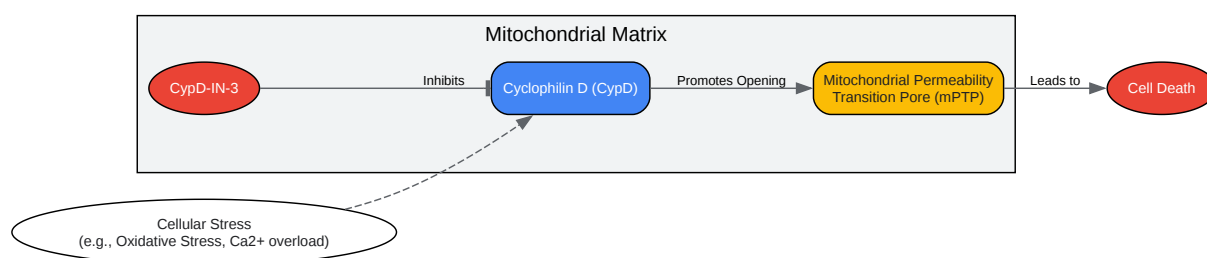 Mitochondrial Matrix
CypD-IN-3
Inhibits
Cyclophilin D (CypD)
Promotes Opening
Mitochondrial Permeability
Transition Pore (mPTP)
Leads to
Cell Death
Cellular Stress
(e.g., Oxidative Stress, Ca2+ overload)